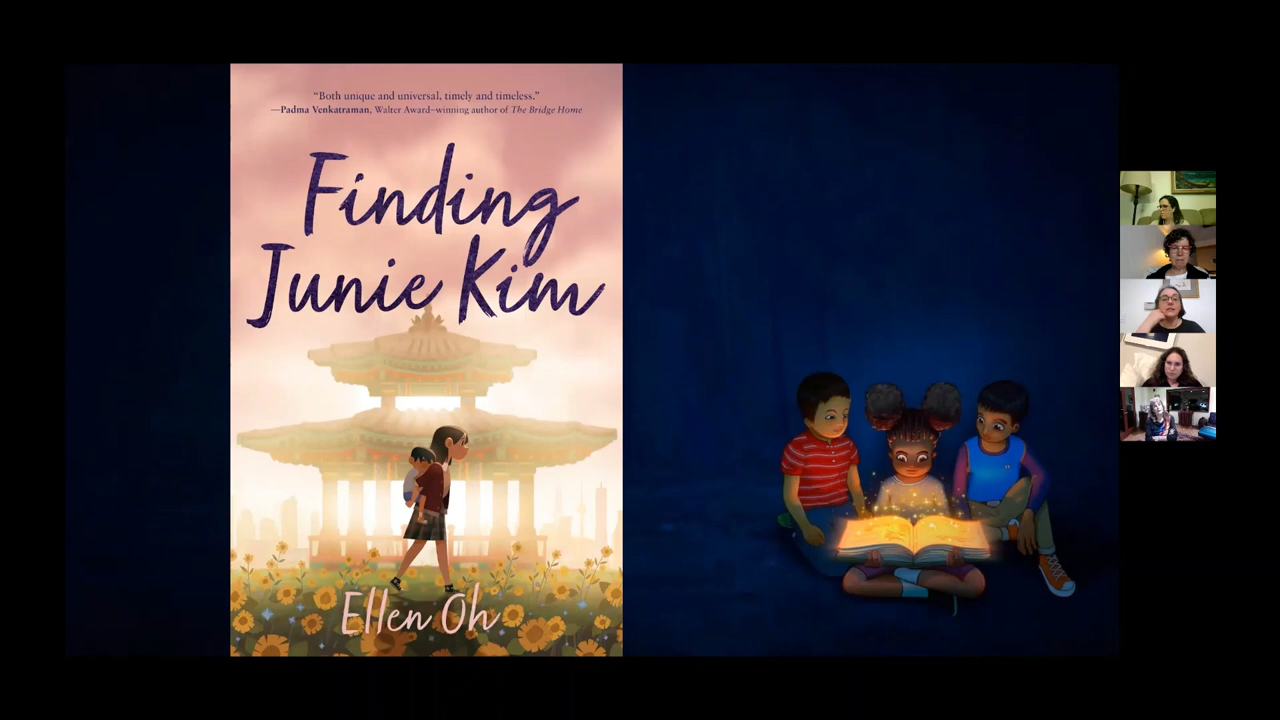 “Both unique and universal, timely and timeless.”
—Padma Venkatraman, Walter Award–winning author of The Bridge Home
Finding
Junie Kim
Ellen Oh